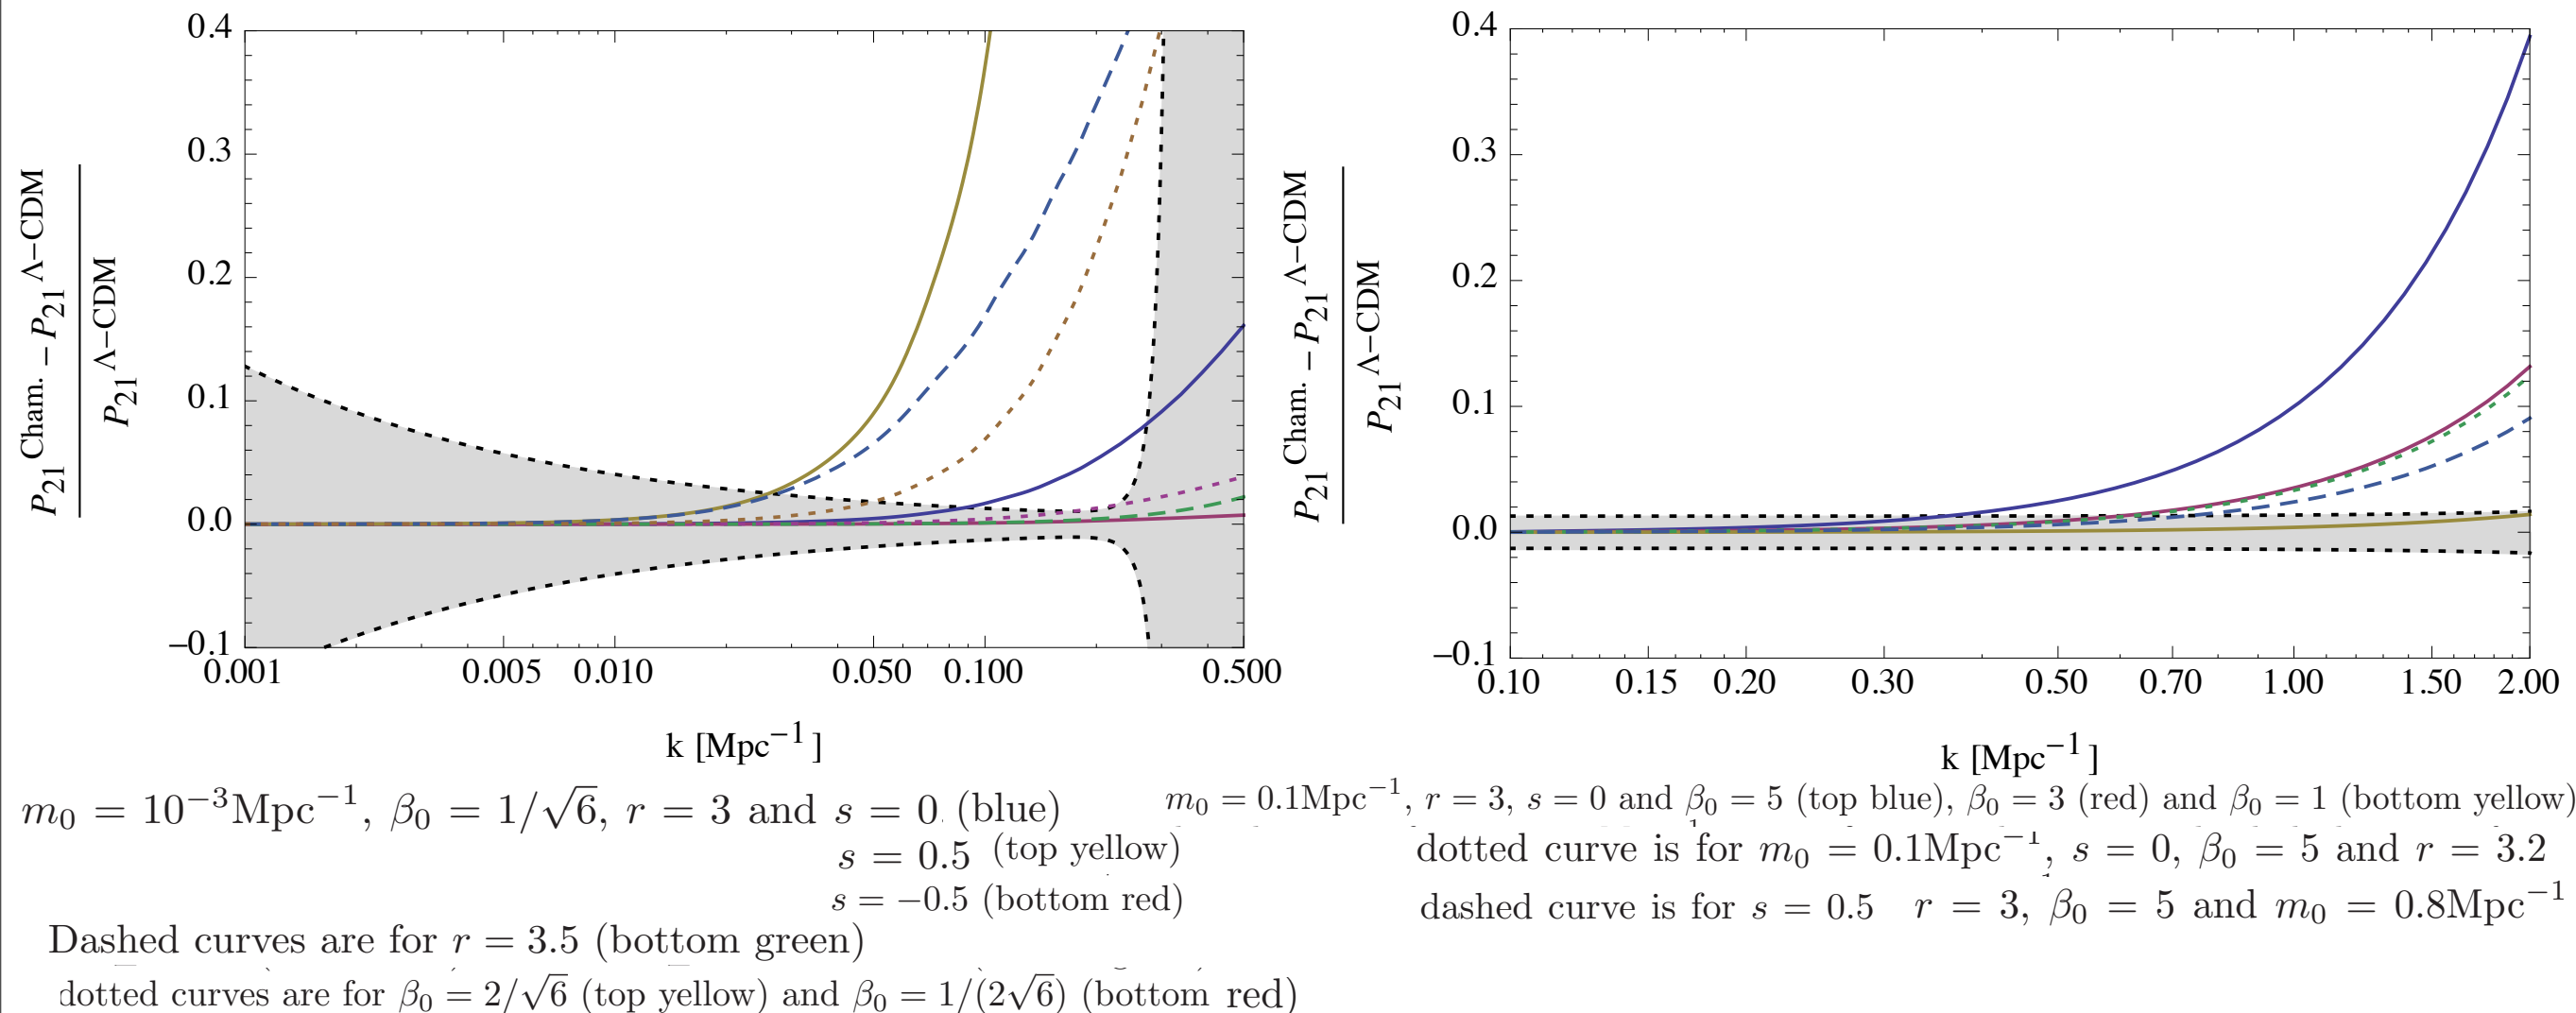 0.4
0.3
0.2
0.1
0.0
−0.1
0.001 0.005 0.010 0.050 0.100 0.500
k [Mpc⁻¹]
P₂₁^Cham. − P₂₁^Λ−CDM
P₂₁^Λ−CDM
0.4
0.3
0.2
0.1
0.0
−0.1
0.10 0.15 0.20 0.30 0.50 0.70 1.00 1.50 2.00
k [Mpc⁻¹]
P₂₁^Cham. − P₂₁^Λ−CDM
P₂₁^Λ−CDM
m₀ = 10⁻³Mpc⁻¹, β₀ = 1/√6, r = 3 and s = 0. (blue)
s = 0.5 (top yellow)
s = −0.5 (bottom red)
Dashed curves are for r = 3.5 (bottom green)
dotted curves are for β₀ = 2/√6 (top yellow) and β₀ = 1/(2√6) (bottom red)
m₀ = 0.1Mpc⁻¹, r = 3, s = 0 and β₀ = 5 (top blue), β₀ = 3 (red) and β₀ = 1 (bottom yellow)
dotted curve is for m₀ = 0.1Mpc⁻¹, s = 0, β₀ = 5 and r = 3.2
dashed curve is for s = 0.5 r = 3, β₀ = 5 and m₀ = 0.8Mpc⁻¹